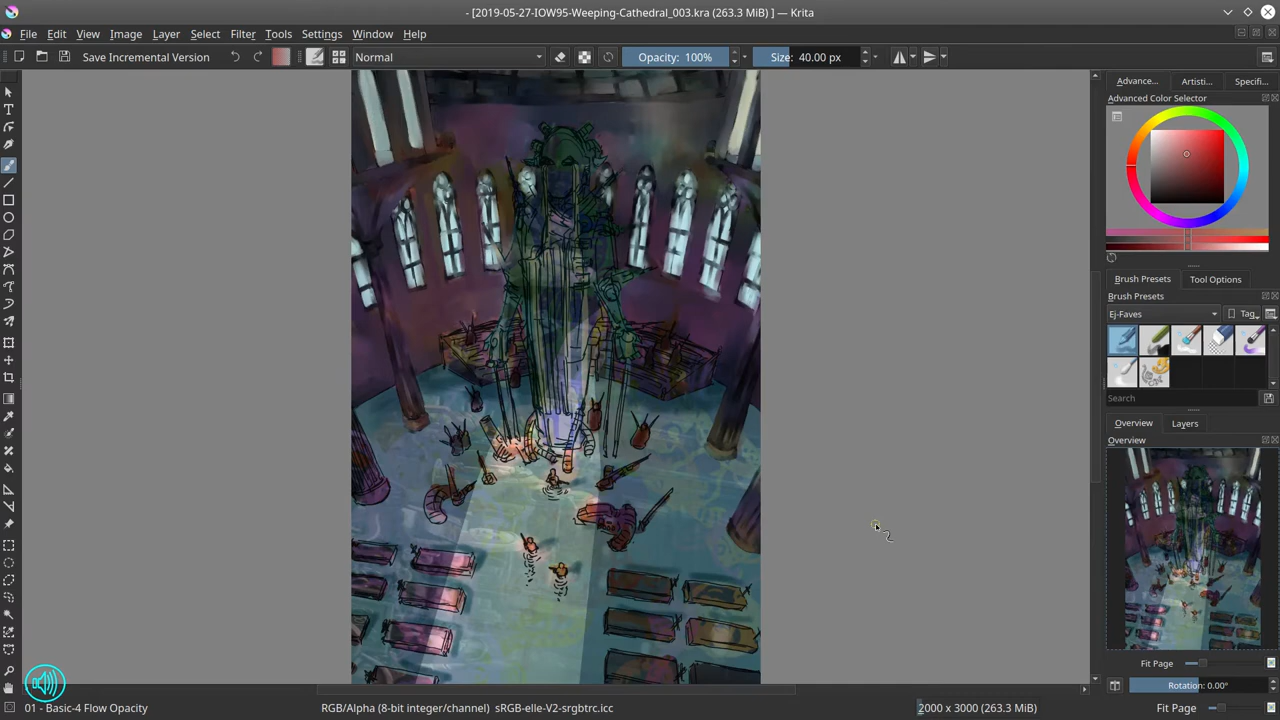 - [2019-05-27-IOW95-Weeping-Cathedral_003.kra (263.3 MiB) ] — Krita
File Edit View Image Layer Select Filter Tools Settings Window Help
Save Incremental Version Normal Opacity: 100% Size: 40.00 px
Advance... Artisti... Specifi...
Advanced Color Selector
Brush Presets Tool Options
Brush Presets
Ej-Faves Tag
Search
Overview Layers
Overview
Fit Page
Rotation: 0.00°
01 - Basic-4 Flow Opacity RGB/Alpha (8-bit integer/channel) sRGB-elle-V2-srgbtrc.icc 2000 x 3000 (263.3 MiB) Fit Page